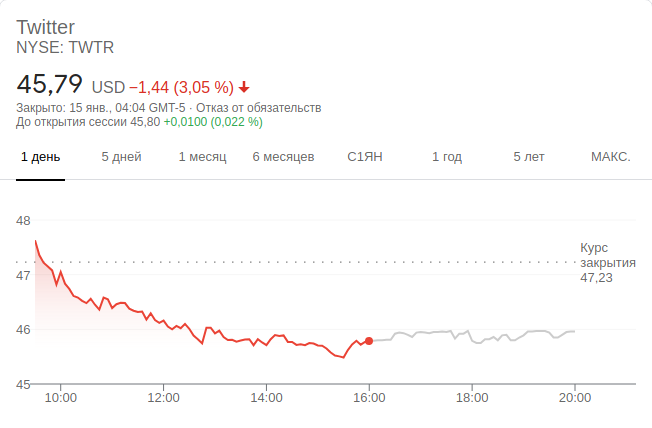 Twitter
NYSE: TWTR
45,79 USD −1,44 (3,05 %)
Закрыто: 15 янв., 04:04 GMT-5 · Отказ от обязательств
До открытия сессии 45,80 +0,0100 (0,022 %)
1 день 5 дней 1 месяц 6 месяцев С1ЯН 1 год 5 лет МАКС.
48
Курс
закрытия
47,23
47
46
45
10:00 12:00 14:00 16:00 18:00 20:00